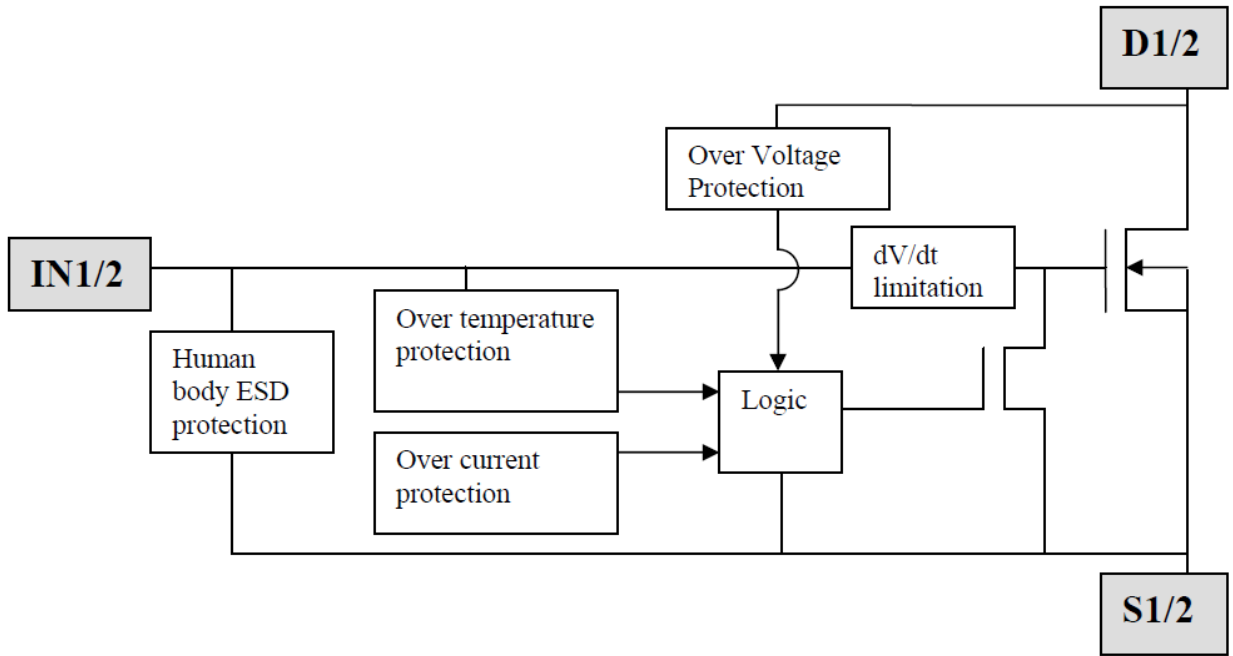 D1/2
Over Voltage
Protection
IN1/2
dV/dt
limitation
Over temperature
protection
Human
body ESD
protection
Logic
Over current
protection
S1/2